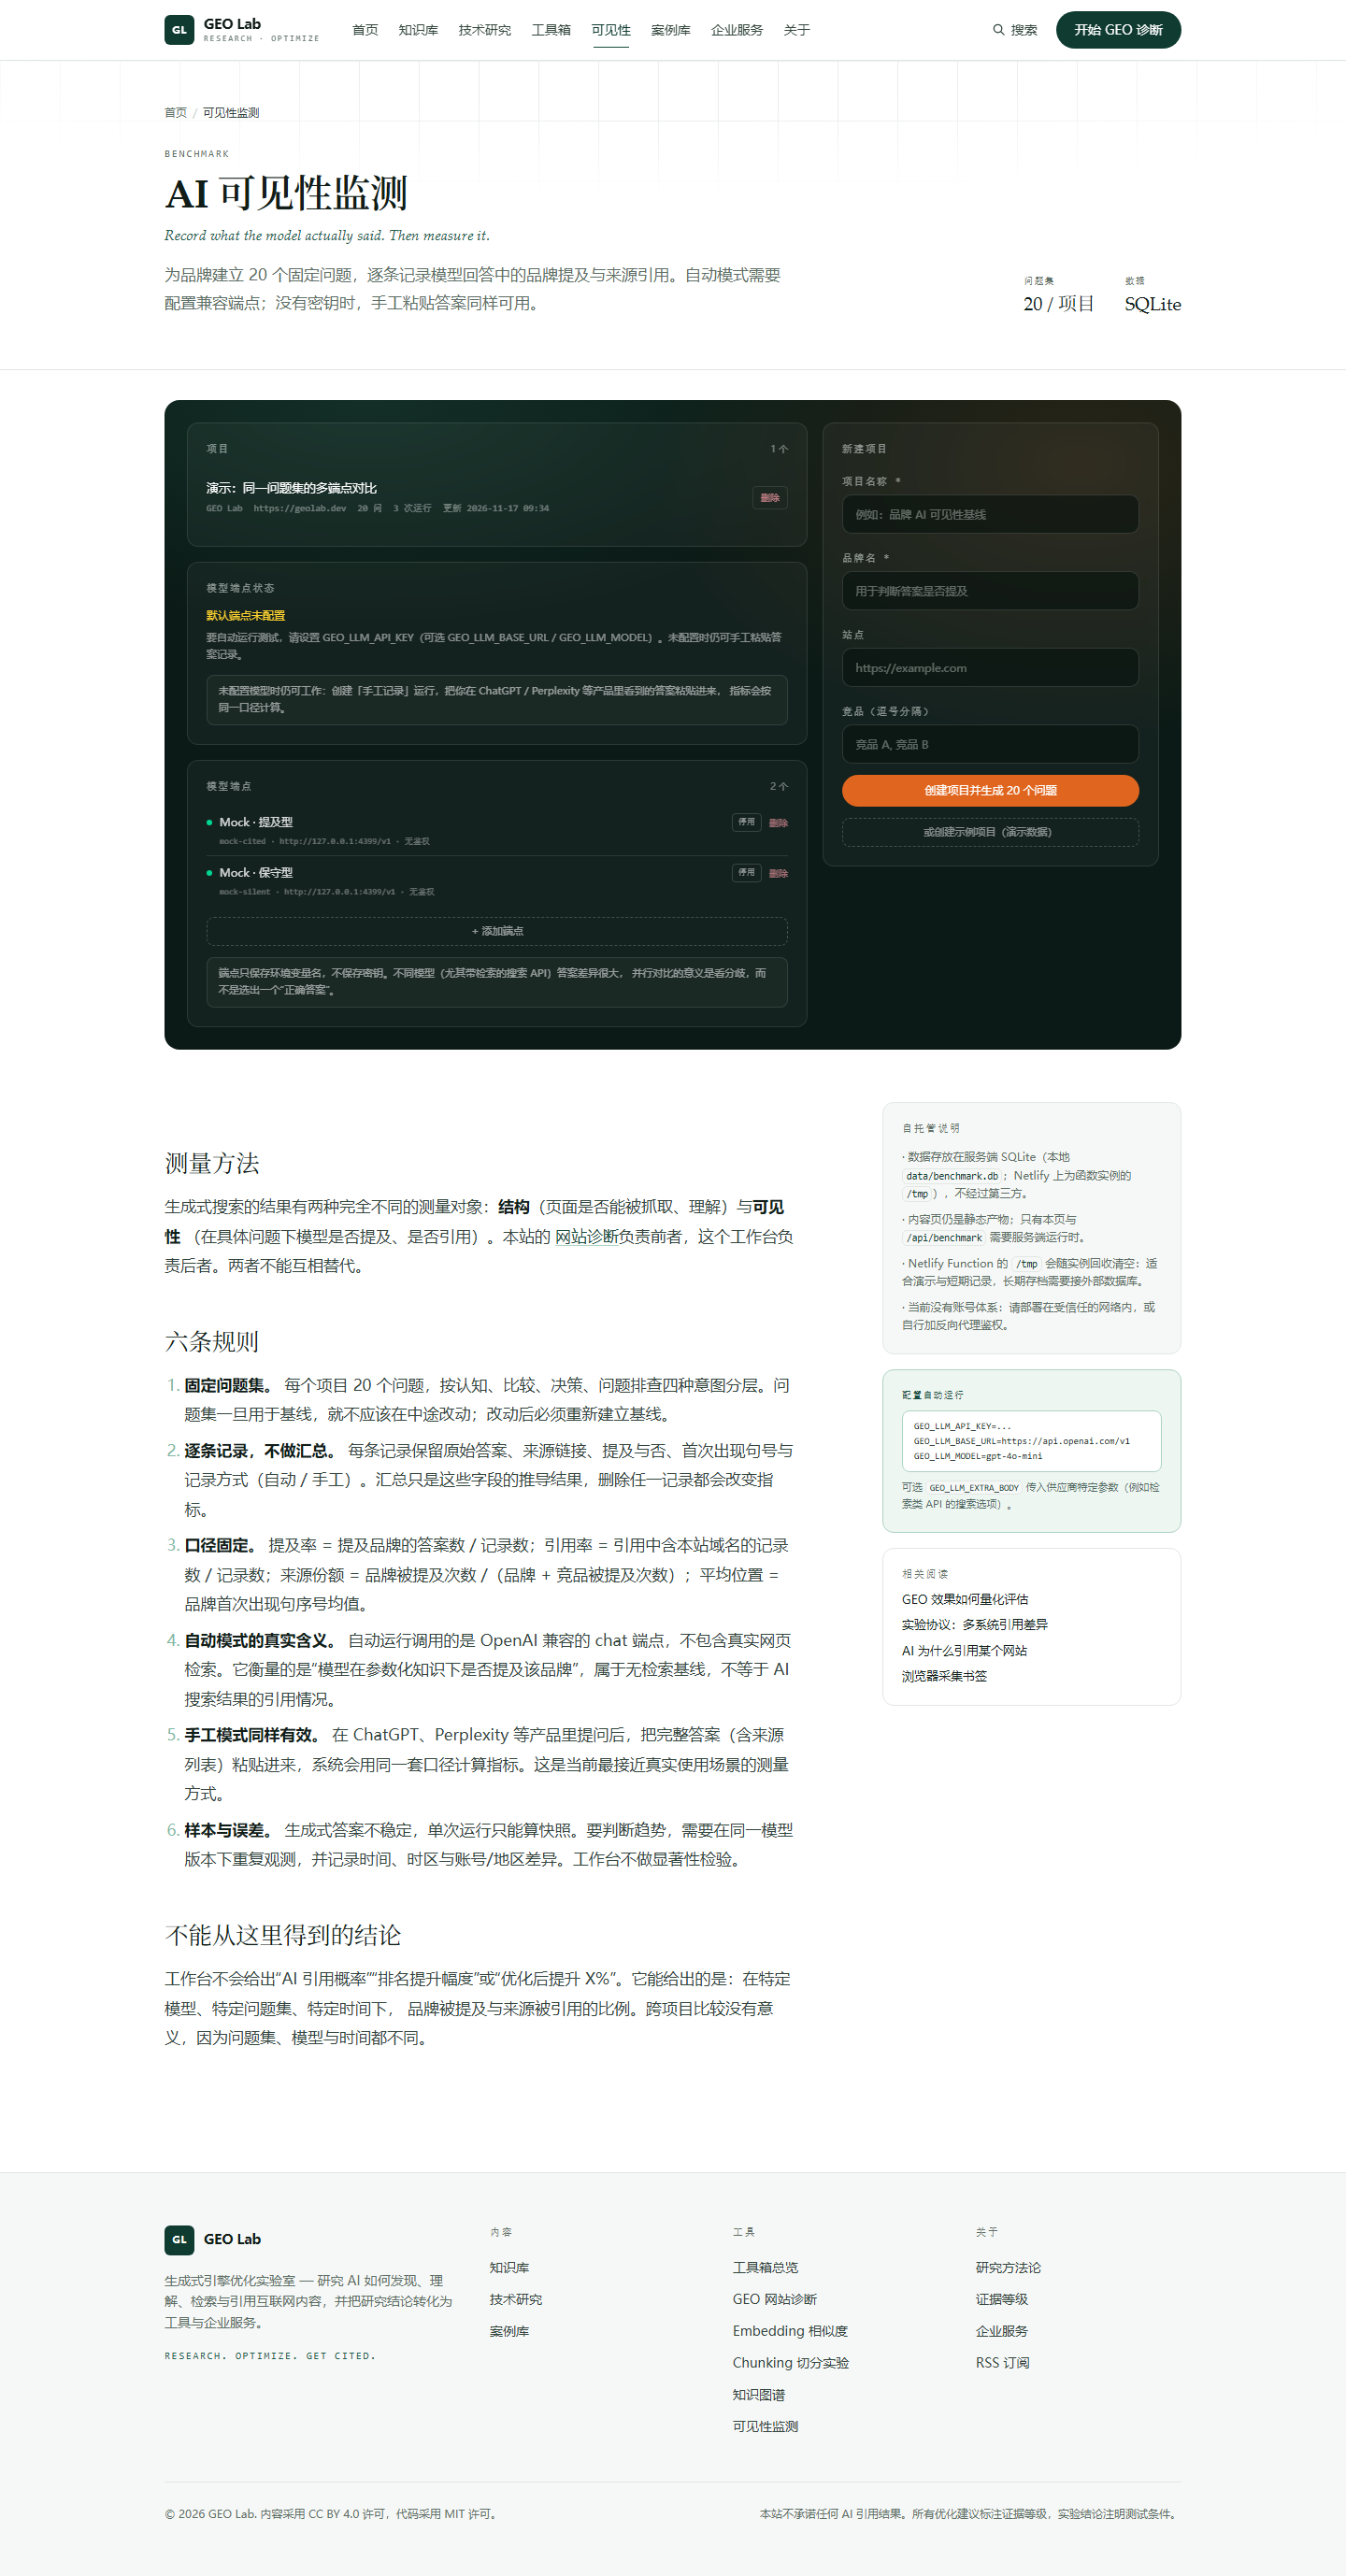 GL GEO Lab
RESEARCH · OPTIMIZE
首页 知识库 技术研究 工具箱 可见性 案例库 企业服务 关于
搜索 开始 GEO 诊断
首页 / 可见性监测
BENCHMARK
AI 可见性监测
Record what the model actually said. Then measure it.
为品牌建立 20 个固定问题，逐条记录模型回答中的品牌提及与来源引用。自动模式需要
配置兼容端点；没有密钥时，手工粘贴答案同样可用。
问题集 数据
20 / 项目 SQLite
项目 1 个
演示：同一问题集的多端点对比
GEO Lab https://geolab.dev 20 问 3 次运行 更新 2026-11-17 09:34
删除
模型端点状态
默认端点未配置
要自动运行测试，请设置 GEO_LLM_API_KEY（可选 GEO_LLM_BASE_URL / GEO_LLM_MODEL）。未配置时仍可手工粘贴答
案记录。
未配置模型时仍可工作：创建「手工记录」运行，把你在 ChatGPT / Perplexity 等产品里看到的答案粘贴进来， 指标会按
同一口径计算。
模型端点 2 个
Mock · 提及型 停用 删除
mock-cited · http://127.0.0.1:4399/v1 · 无鉴权
Mock · 保守型 停用 删除
mock-silent · http://127.0.0.1:4399/v1 · 无鉴权
+ 添加端点
端点只保存环境变量名，不保存密钥。不同模型（尤其带检索的搜索 API）答案差异很大， 并行对比的意义是看分歧，而
不是选出一个“正确答案”。
新建项目
项目名称 *
例如：品牌 AI 可见性基线
品牌名 *
用于判断答案是否提及
站点
https://example.com
竞品（逗号分隔）
竞品 A, 竞品 B
创建项目并生成 20 个问题
或创建示例项目（演示数据）
测量方法
生成式搜索的结果有两种完全不同的测量对象：结构（页面是否能被抓取、理解）与可见
性 （在具体问题下模型是否提及、是否引用）。本站的 网站诊断负责前者，这个工作台负
责后者。两者不能互相替代。
六条规则
1. 固定问题集。 每个项目 20 个问题，按认知、比较、决策、问题排查四种意图分层。问
题集一旦用于基线，就不应该在中途改动；改动后必须重新建立基线。
2. 逐条记录，不做汇总。 每条记录保留原始答案、来源链接、提及与否、首次出现句号与
记录方式（自动 / 手工）。汇总只是这些字段的推导结果，删除任一记录都会改变指
标。
3. 口径固定。 提及率 = 提及品牌的答案数 / 记录数；引用率 = 引用中含本站域名的记录
数 / 记录数；来源份额 = 品牌被提及次数 /（品牌 + 竞品被提及次数）；平均位置 =
品牌首次出现句序号均值。
4. 自动模式的真实含义。 自动运行调用的是 OpenAI 兼容的 chat 端点，不包含真实网页
检索。它衡量的是“模型在参数化知识下是否提及该品牌”，属于无检索基线，不等于 AI
搜索结果的引用情况。
5. 手工模式同样有效。 在 ChatGPT、Perplexity 等产品里提问后，把完整答案（含来源
列表）粘贴进来，系统会用同一套口径计算指标。这是当前最接近真实使用场景的测量
方式。
6. 样本与误差。 生成式答案不稳定，单次运行只能算快照。要判断趋势，需要在同一模型
版本下重复观测，并记录时间、时区与账号/地区差异。工作台不做显著性检验。
不能从这里得到的结论
工作台不会给出“AI 引用概率”“排名提升幅度”或“优化后提升 X%”。它能给出的是：在特定
模型、特定问题集、特定时间下， 品牌被提及与来源被引用的比例。跨项目比较没有意
义，因为问题集、模型与时间都不同。
自托管说明
· 数据存放在服务端 SQLite（本地
data/benchmark.db；Netlify 上为函数实例的
/tmp），不经过第三方。
· 内容页仍是静态产物；只有本页与
/api/benchmark 需要服务端运行时。
· Netlify Function 的 /tmp 会随实例回收清空：适
合演示与短期记录，长期存档需要接外部数据库。
· 当前没有账号体系：请部署在受信任的网络内，或
自行加反向代理鉴权。
配置自动运行
GEO_LLM_API_KEY=...
GEO_LLM_BASE_URL=https://api.openai.com/v1
GEO_LLM_MODEL=gpt-4o-mini
可选 GEO_LLM_EXTRA_BODY 传入供应商特定参数（例如检
索类 API 的搜索选项）。
相关阅读
GEO 效果如何量化评估
实验协议：多系统引用差异
AI 为什么引用某个网站
浏览器采集书签
GL GEO Lab
生成式引擎优化实验室 — 研究 AI 如何发现、理
解、检索与引用互联网内容，并把研究结论转化为
工具与企业服务。
RESEARCH. OPTIMIZE. GET CITED.
内容
知识库
技术研究
案例库
工具
工具箱总览
GEO 网站诊断
Embedding 相似度
Chunking 切分实验
知识图谱
可见性监测
关于
研究方法论
证据等级
企业服务
RSS 订阅
© 2026 GEO Lab. 内容采用 CC BY 4.0 许可，代码采用 MIT 许可。
本站不承诺任何 AI 引用结果。所有优化建议标注证据等级，实验结论注明测试条件。